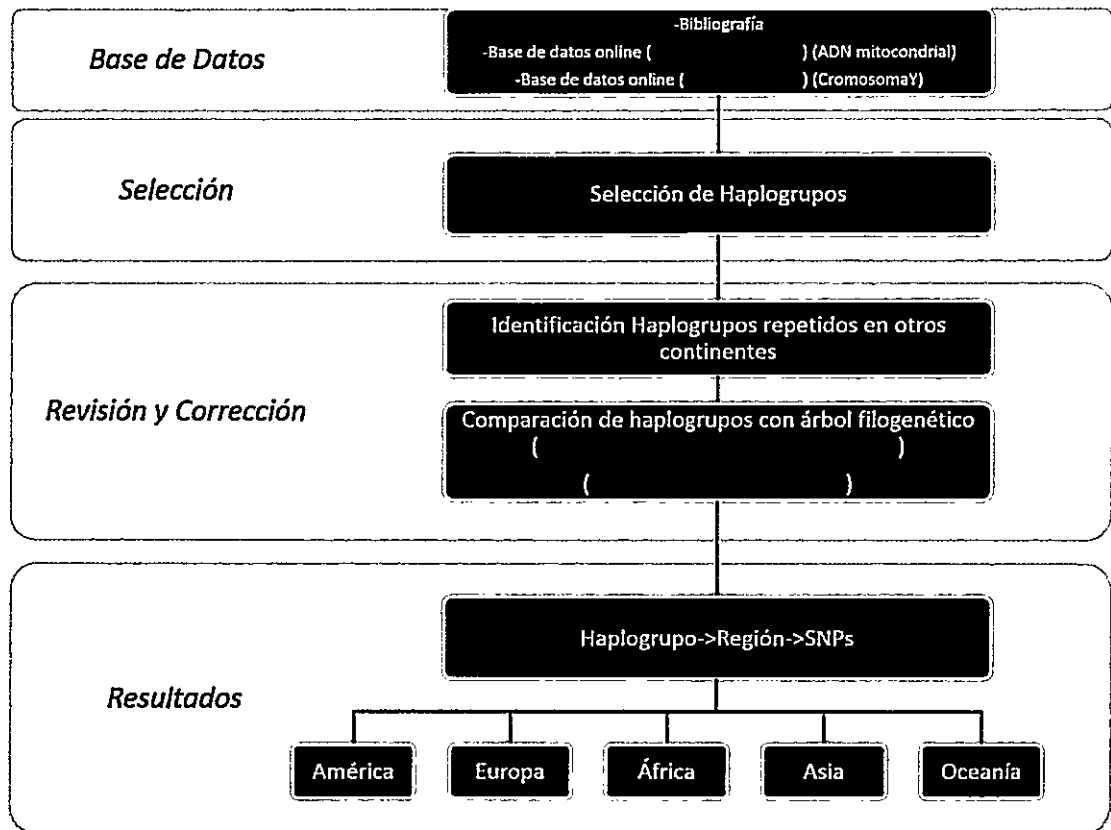 Base de Datos
-Bibliografía
-Base de datos online ( ) (ADN mitocondrial)
-Base de datos online ( ) (CromosomaY)
Selección
Selección de Haplogrupos
Revisión y Corrección
Identificación Haplogrupos repetidos en otros
continentes
Comparación de haplogrupos con árbol filogenético
( )
( )
Resultados
Haplogrupo->Región->SNPs
América
Europa
África
Asia
Oceanía